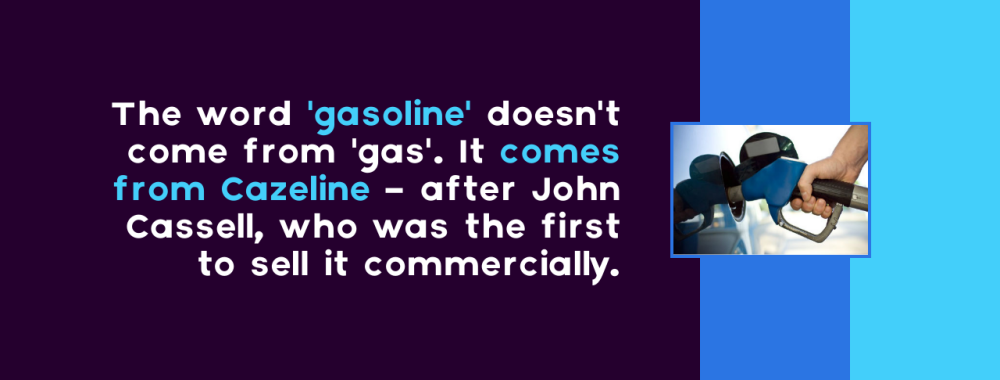 The word 'gasoline' doesn't
come from 'gas'. It comes
from Cazeline – after John
Cassell, who was the first
to sell it commercially.